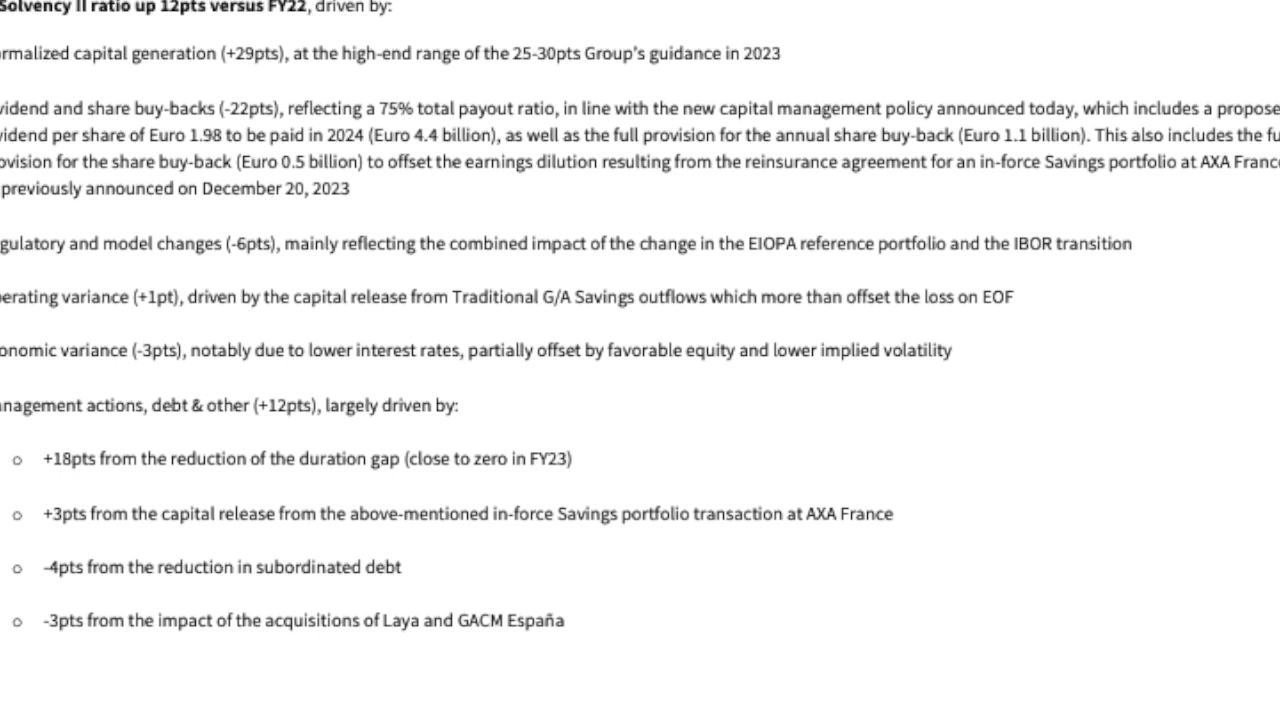 Solvency II ratio up 12pts versus FY22, driven by:
rmalized capital generation (+29pts), at the high-end range of the 25-30pts Group's guidance in 2023
vidend and share buy-backs (-22pts), reflecting a 75% total payout ratio, in line with the new capital management policy announced today, which includes a propose
vidend per share of Euro 1.98 to be paid in 2024 (Euro 4.4 billion), as well as the full provision for the annual share buy-back (Euro 1.1 billion). This also includes the fu
ovision for the share buy-back (Euro 0.5 billion) to offset the earnings dilution resulting from the reinsurance agreement for an in-force Savings portfolio at AXA France
previously announced on December 20, 2023
gulatory and model changes (-6pts), mainly reflecting the combined impact of the change in the EIOPA reference portfolio and the IBOR transition
erating variance (+1pt), driven by the capital release from Traditional G/A Savings outflows which more than offset the loss on EOF
onomic variance (-3pts), notably due to lower interest rates, partially offset by favorable equity and lower implied volatility
nagement actions, debt & other (+12pts), largely driven by:
o +18pts from the reduction of the duration gap (close to zero in FY23)
o +3pts from the capital release from the above-mentioned in-force Savings portfolio transaction at AXA France
o -4pts from the reduction in subordinated debt
o -3pts from the impact of the acquisitions of Laya and GACM España